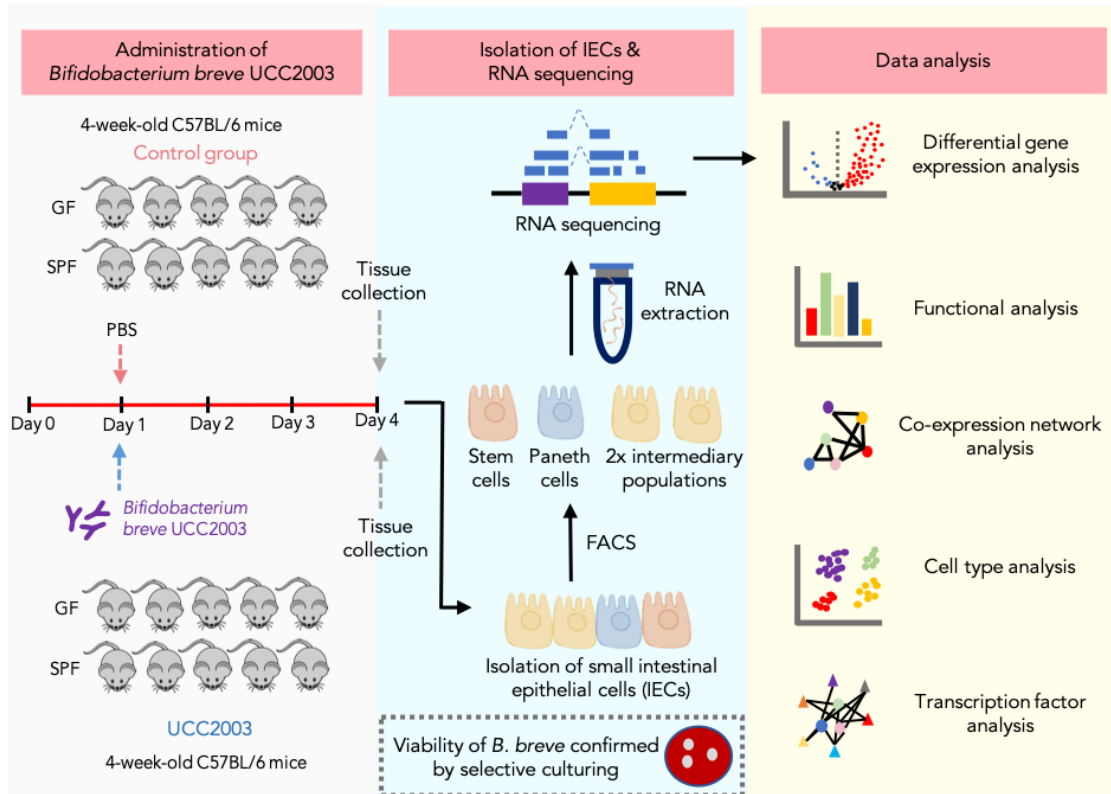 Administration of
Bifidobacterium breve UCC2003
4-week-old C57BL/6 mice
Control group
GF
SPF
Tissue
collection
PBS
Day 0
Day 1
Day 2
Day 3
Day 4
Bifidobacterium
breve UCC2003
Tissue
collection
GF
SPF
UCC2003
4-week-old C57BL/6 mice
Isolation of IECs &
RNA sequencing
RNA sequencing
RNA
extraction
Stem
cells
Paneth
cells
2x intermediary
populations
FACS
Isolation of small intestinal
epithelial cells (IECs)
Viability of B. breve confirmed
by selective culturing
Data analysis
Differential gene
expression analysis
Functional analysis
Co-expression network
analysis
Cell type analysis
Transcription factor
analysis